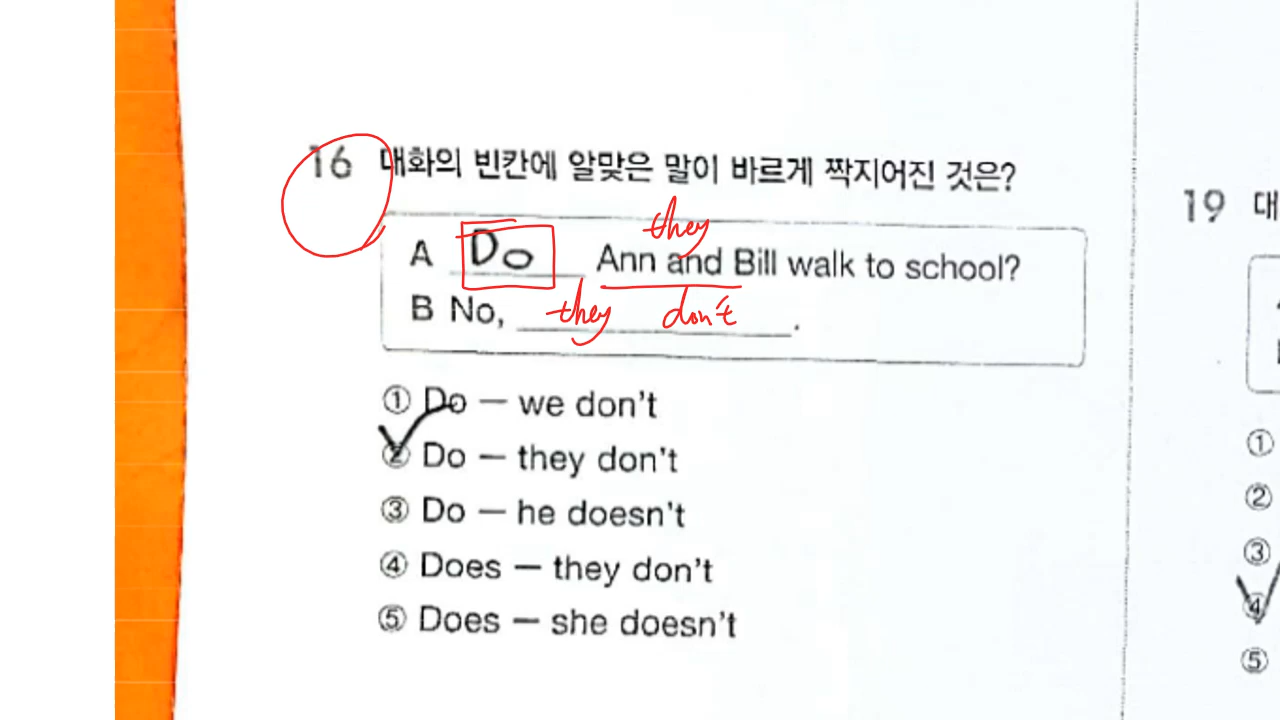 16 대화의 빈칸에 알맞은 말이 바르게 짝지어진 것은?
they
A Do Ann and Bill walk to school?
B No, they don't.
① Do – we don't
② Do – they don't
③ Do – he doesn't
④ Does – they don't
⑤ Does – she doesn't
19 대
①
②
③
④
⑤